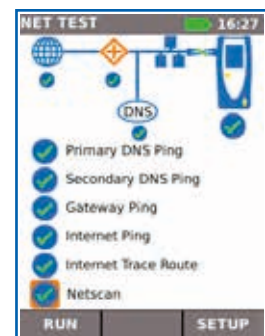 NET TEST 16:27
DNS
Primary DNS Ping
Secondary DNS Ping
Gateway Ping
Internet Ping
Internet Trace Route
Netscan
RUN SETUP